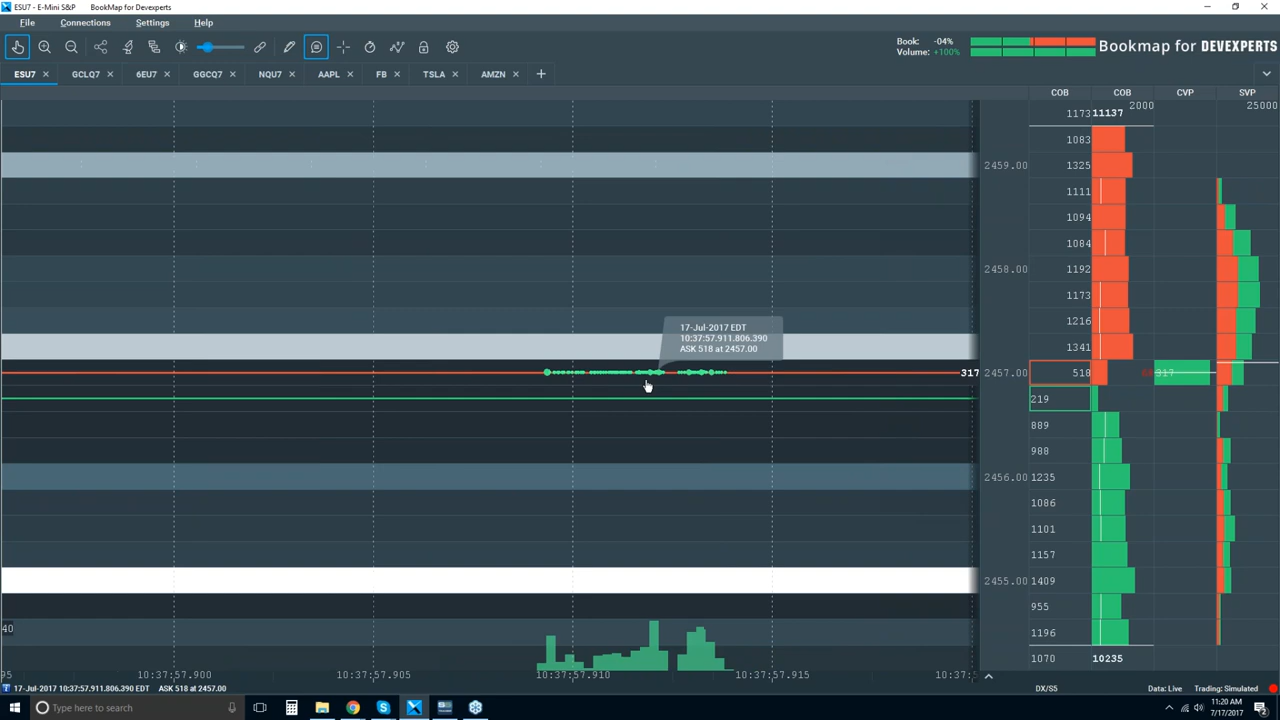 ESU7 - E-Mini S&P BookMap for Devexperts
File Connections Settings Help
Book: -04%
Volume: +100%
Bookmap for DEVEXPERTS
ESU7 × GCLQ7 × 6EU7 × GGCQ7 × NQU7 × AAPL × FB × TSLA × AMZN × +
COB COB CVP SVP
2000 25000
1173 11137
1083
2459.00 1325
1111
1094
1084
2458.00 1192
1173
1216
1341
17-Jul-2017 EDT
10:37:57.911.806.390
ASK 518 at 2457.00
317 2457.00 518 317
219
889
988
2456.00 1235
1086
1101
1157
2455.00 1409
955
40 1196
1070 10235
95 10:37:57.900 10:37:57.905 10:37:57.910 10:37:57.915 10:37:5
17-Jul-2017 10:37:57.911.806.390 EDT ASK 518 at 2457.00
DX/S5 Data: Live Trading: Simulated
Type here to search
11:20 AM
7/17/2017
2